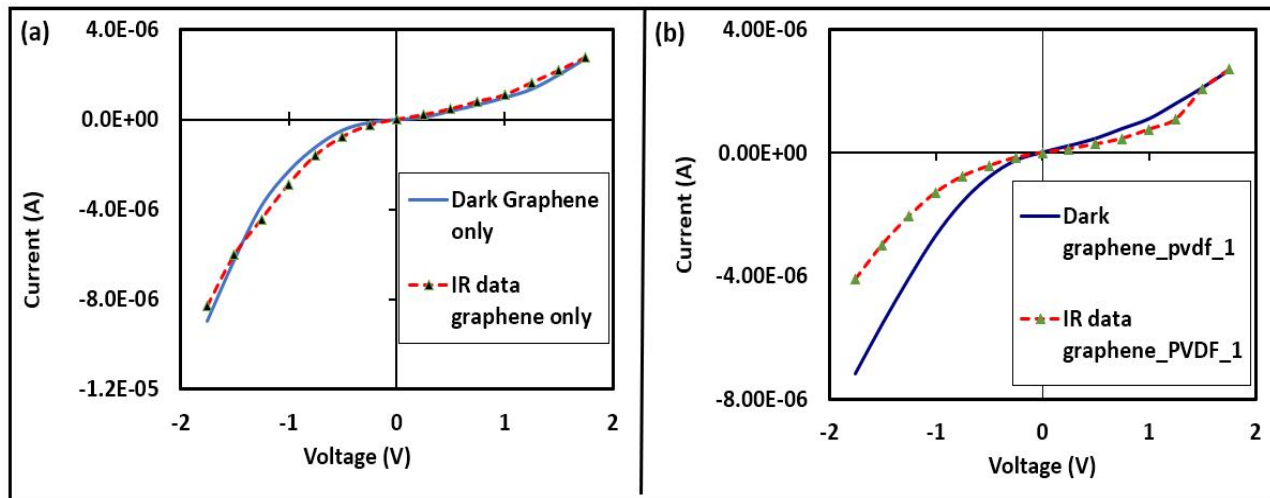 (a)
4.0E-06
0.0E+00
-4.0E-06
-8.0E-06
-1.2E-05
Current (A)
-2
-1
0
1
2
Voltage (V)
Dark Graphene
only
IR data
graphene only
(b)
4.00E-06
0.00E+00
-4.00E-06
-8.00E-06
Current (A)
-2
-1
0
1
2
Voltage (V)
Dark
graphene_pvdf_1
IR data
graphene_PVDF_1